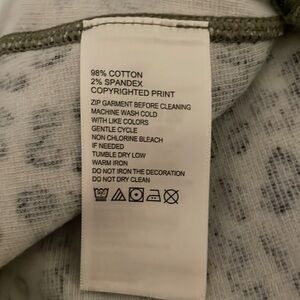 98% COTTON
2% SPANDEX
COPYRIGHTED PRINT
ZIP GARMENT BEFORE CLEANING
MACHINE WASH COLD
WITH LIKE COLORS
GENTLE CYCLE
NON CHLORINE BLEACH
IF NEEDED
TUMBLE DRY LOW
WARM IRON
DO NOT IRON THE DECORATION
DO NOT DRY CLEAN